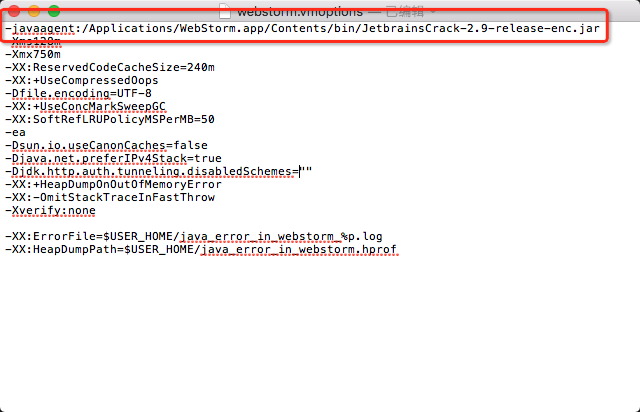 webstorm.vmoptions — 已编辑
-javaagent:/Applications/WebStorm.app/Contents/bin/JetbrainsCrack-2.9-release-enc.jar
-Xms128m
-Xmx750m
-XX:ReservedCodeCacheSize=240m
-XX:+UseCompressedOops
-Dfile.encoding=UTF-8
-XX:+UseConcMarkSweepGC
-XX:SoftRefLRUPolicyMSPerMB=50
-ea
-Dsun.io.useCanonCaches=false
-Djava.net.preferIPv4Stack=true
-Djdk.http.auth.tunneling.disabledSchemes=""
-XX:+HeapDumpOnOutOfMemoryError
-XX:-OmitStackTraceInFastThrow
-Xverify:none
-XX:ErrorFile=$USER_HOME/java_error_in_webstorm_%p.log
-XX:HeapDumpPath=$USER_HOME/java_error_in_webstorm.hprof